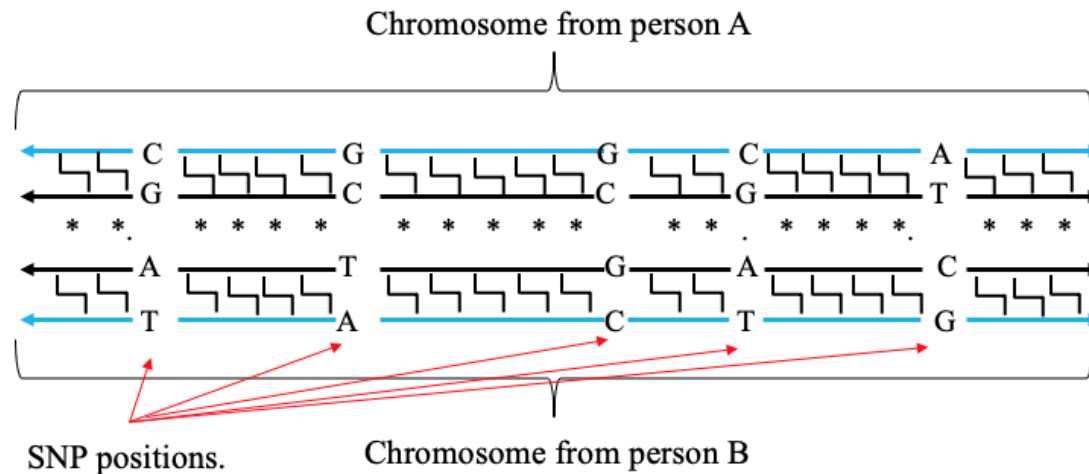 Chromosome from person A
C G G C A
G C C G T
* *. * * * * * * * * * * * . * * * *. * * *
A T G A C
T A C T G
SNP positions.
Chromosome from person B